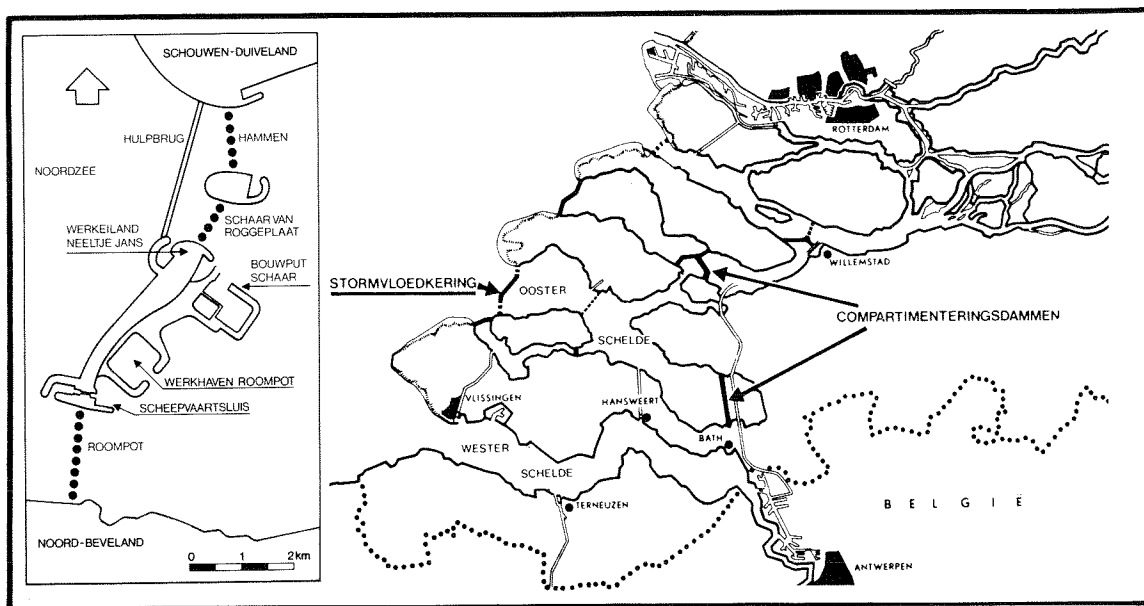 SCHOUWEN-DUIVELAND
HULPBRUG
HAMMEN
NOORDZEE
SCHAAR VAN
ROGGEPLAAT
WERKEILAND
NEELTJE JANS
BOUWPUT
SCHAAR
WERKHAVEN ROOMPOT
SCHEEPVAARTSLUIS
ROOMPOT
NOORD-BEVELAND
0 1 2km
ROTTERDAM
WILLEMSTAD
STORMVLOEDKERING
OOSTER
SCHELDE
COMPARTIMENTERINGSDAMMEN
VLISSINGEN
HANSWEERT
BATH
WESTER
SCHELDE
TERNEUZEN
BELGIË
ANTWERPEN